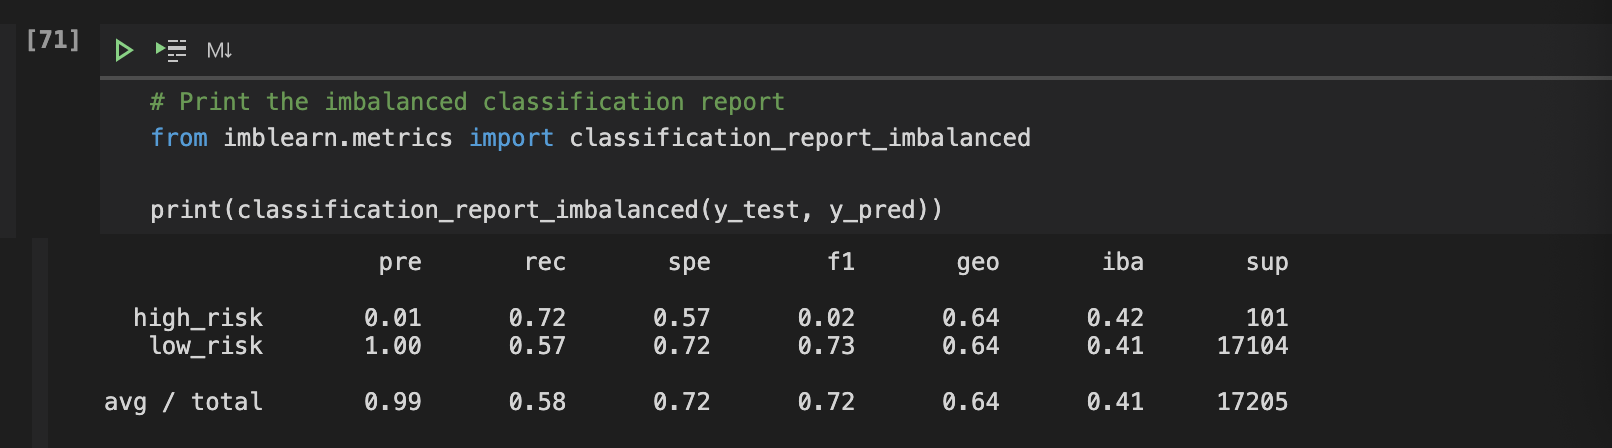 [71]
M↓
# Print the imbalanced classification report
from imblearn.metrics import classification_report_imbalanced
print(classification_report_imbalanced(y_test, y_pred))
pre rec spe f1 geo iba sup
high_risk 0.01 0.72 0.57 0.02 0.64 0.42 101
low_risk 1.00 0.57 0.72 0.73 0.64 0.41 17104
avg / total 0.99 0.58 0.72 0.72 0.64 0.41 17205